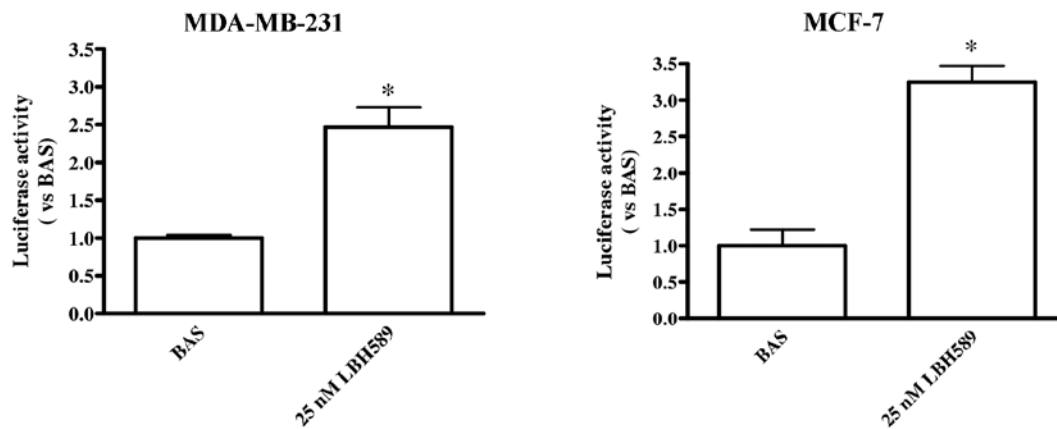 MDA-MB-231
3.5
3.0
2.5
2.0
1.5
1.0
0.5
0.0
Luciferase activity
( vs BAS)
*
BAS
25 nM LBH589
MCF-7
3.5
3.0
2.5
2.0
1.5
1.0
0.5
0.0
Luciferase activity
( vs BAS)
*
BAS
25 nM LBH589